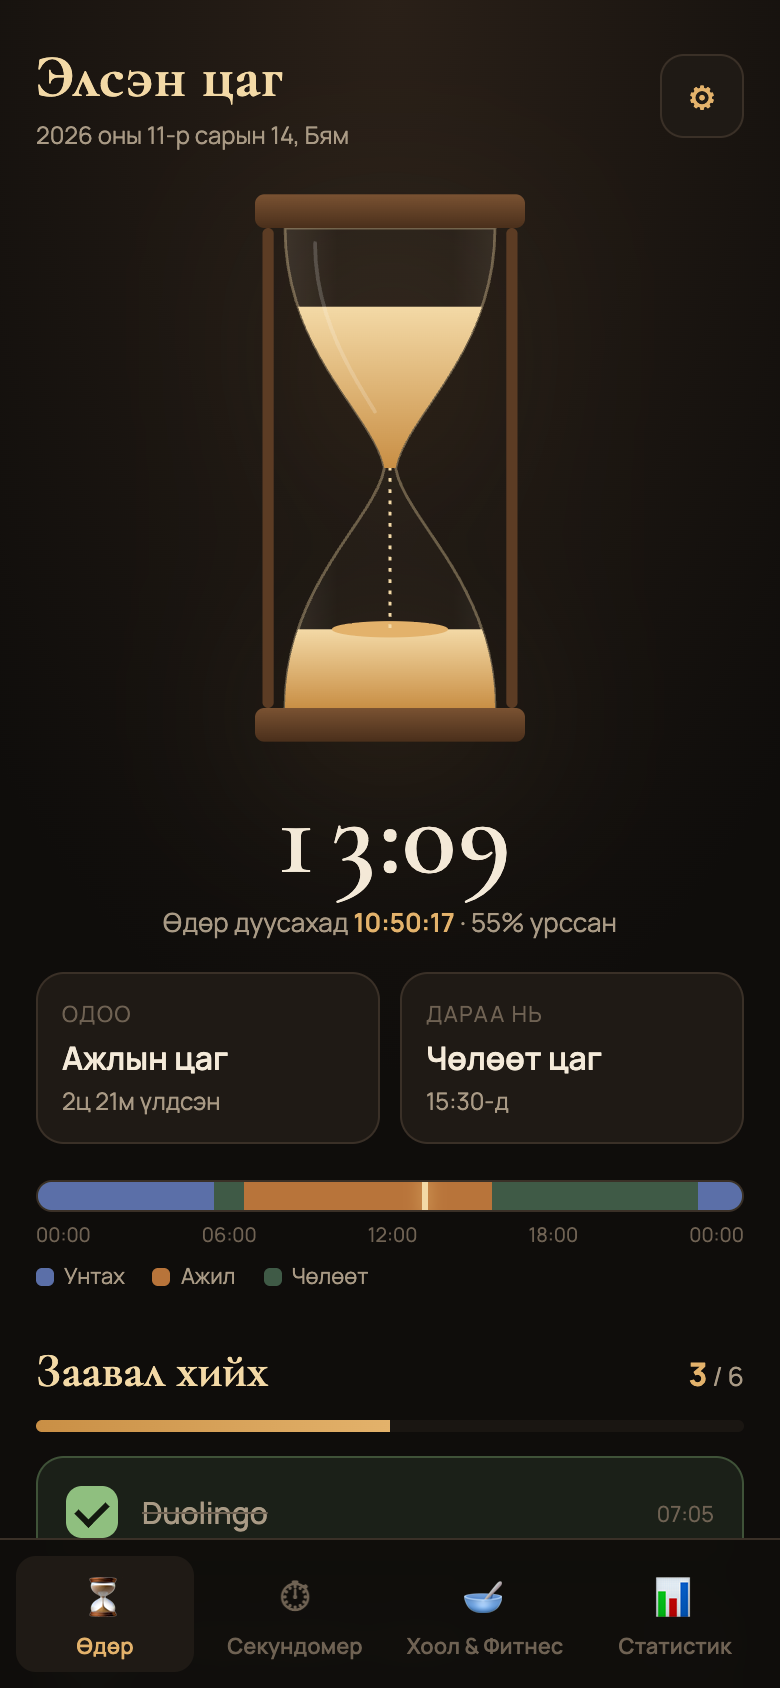 Элсэн цаг
2026 оны 11-р сарын 14, Бям
13:09
Өдөр дуусахад 10:50:17 · 55% урссан
ОДОО
Ажлын цаг
2ц 21м үлдсэн
ДАРАА НЬ
Чөлөөт цаг
15:30-д
00:00 06:00 12:00 18:00 00:00
Унтах Ажил Чөлөөт
Заавал хийх 3 / 6
Duolingo 07:05
Өдөр Секундомер Хоол & Фитнес Статистик